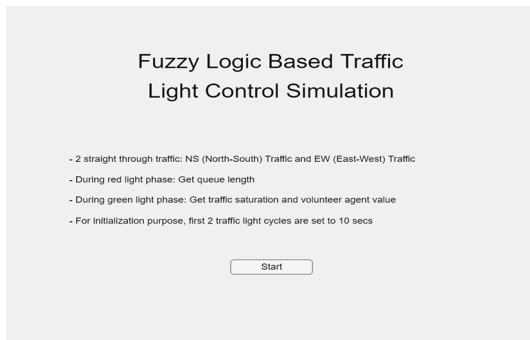 Fuzzy Logic Based Traffic
Light Control Simulation
- 2 straight through traffic: NS (North-South) Traffic and EW (East-West) Traffic
- During red light phase: Get queue length
- During green light phase: Get traffic saturation and volunteer agent value
- For initialization purpose, first 2 traffic light cycles are set to 10 secs
Start